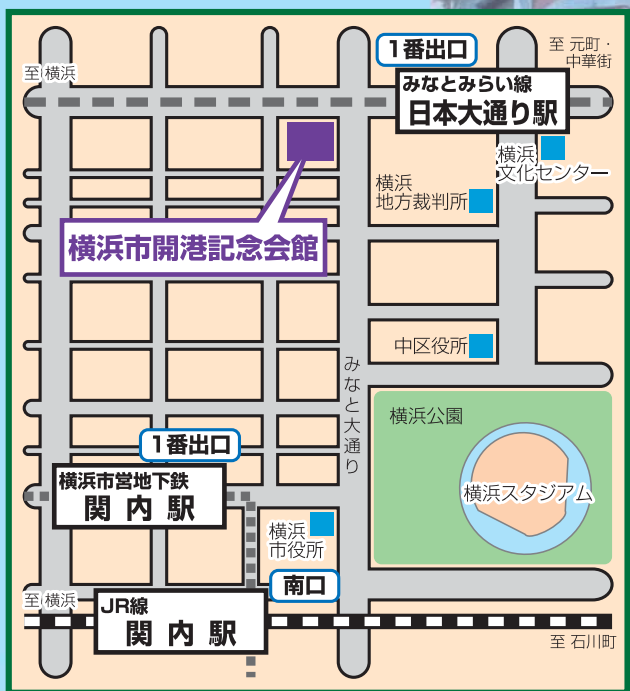 1番出口
至 元町・
中華街
至 横浜
みなとみらい線
日本大通り駅
横浜
文化センター
横浜
地方裁判所
横浜市開港記念会館
中区役所
みなと大通り
横浜公園
1番出口
横浜市営地下鉄
関内駅
横浜スタジアム
横浜
市役所
南口
至 横浜
JR線
関内駅
至 石川町